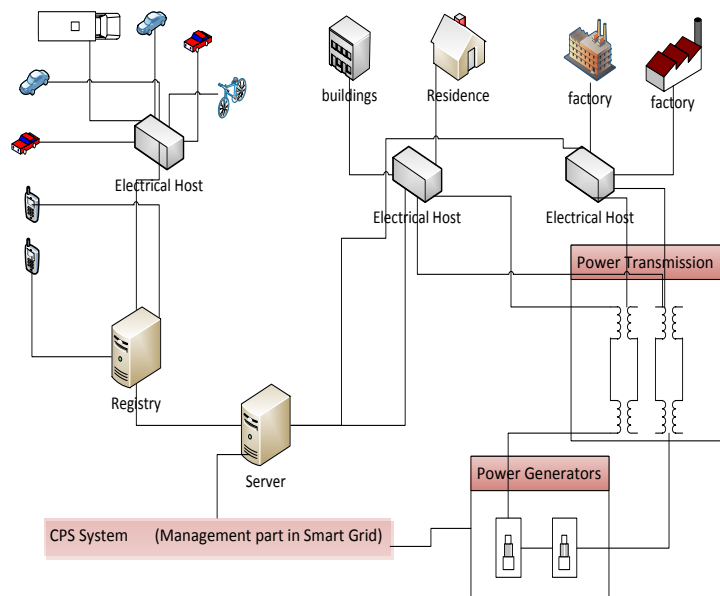 buildings
Residence
factory
factory
Electrical Host
Electrical Host
Electrical Host
Power Transmission
Registry
Server
Power Generators
CPS System (Management part in Smart Grid)